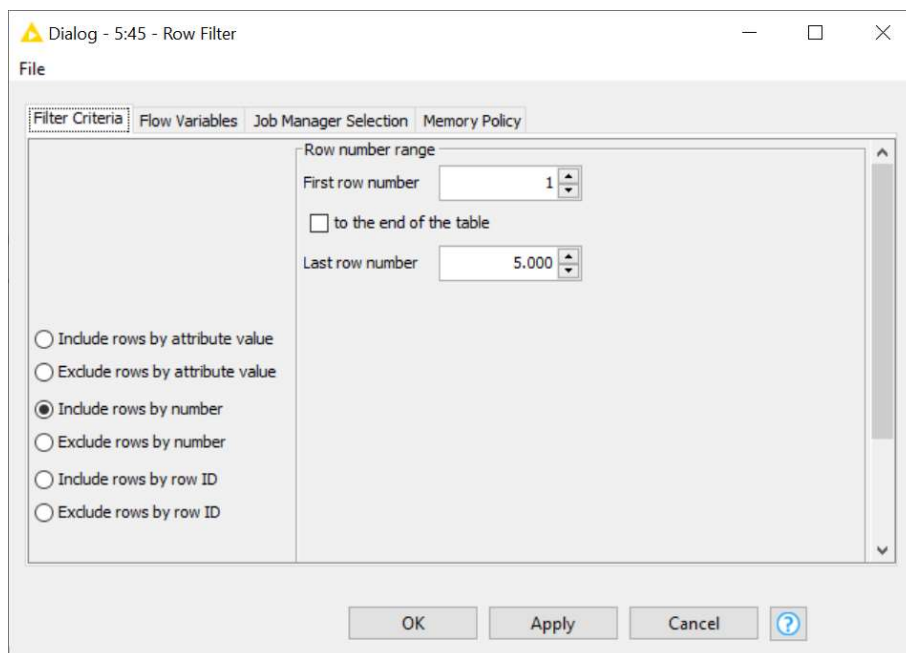 Dialog - 5:45 - Row Filter
File
Filter Criteria Flow Variables Job Manager Selection Memory Policy
Row number range
First row number 1
to the end of the table
Last row number 5.000
Include rows by attribute value
Exclude rows by attribute value
Include rows by number
Exclude rows by number
Include rows by row ID
Exclude rows by row ID
OK Apply Cancel ?